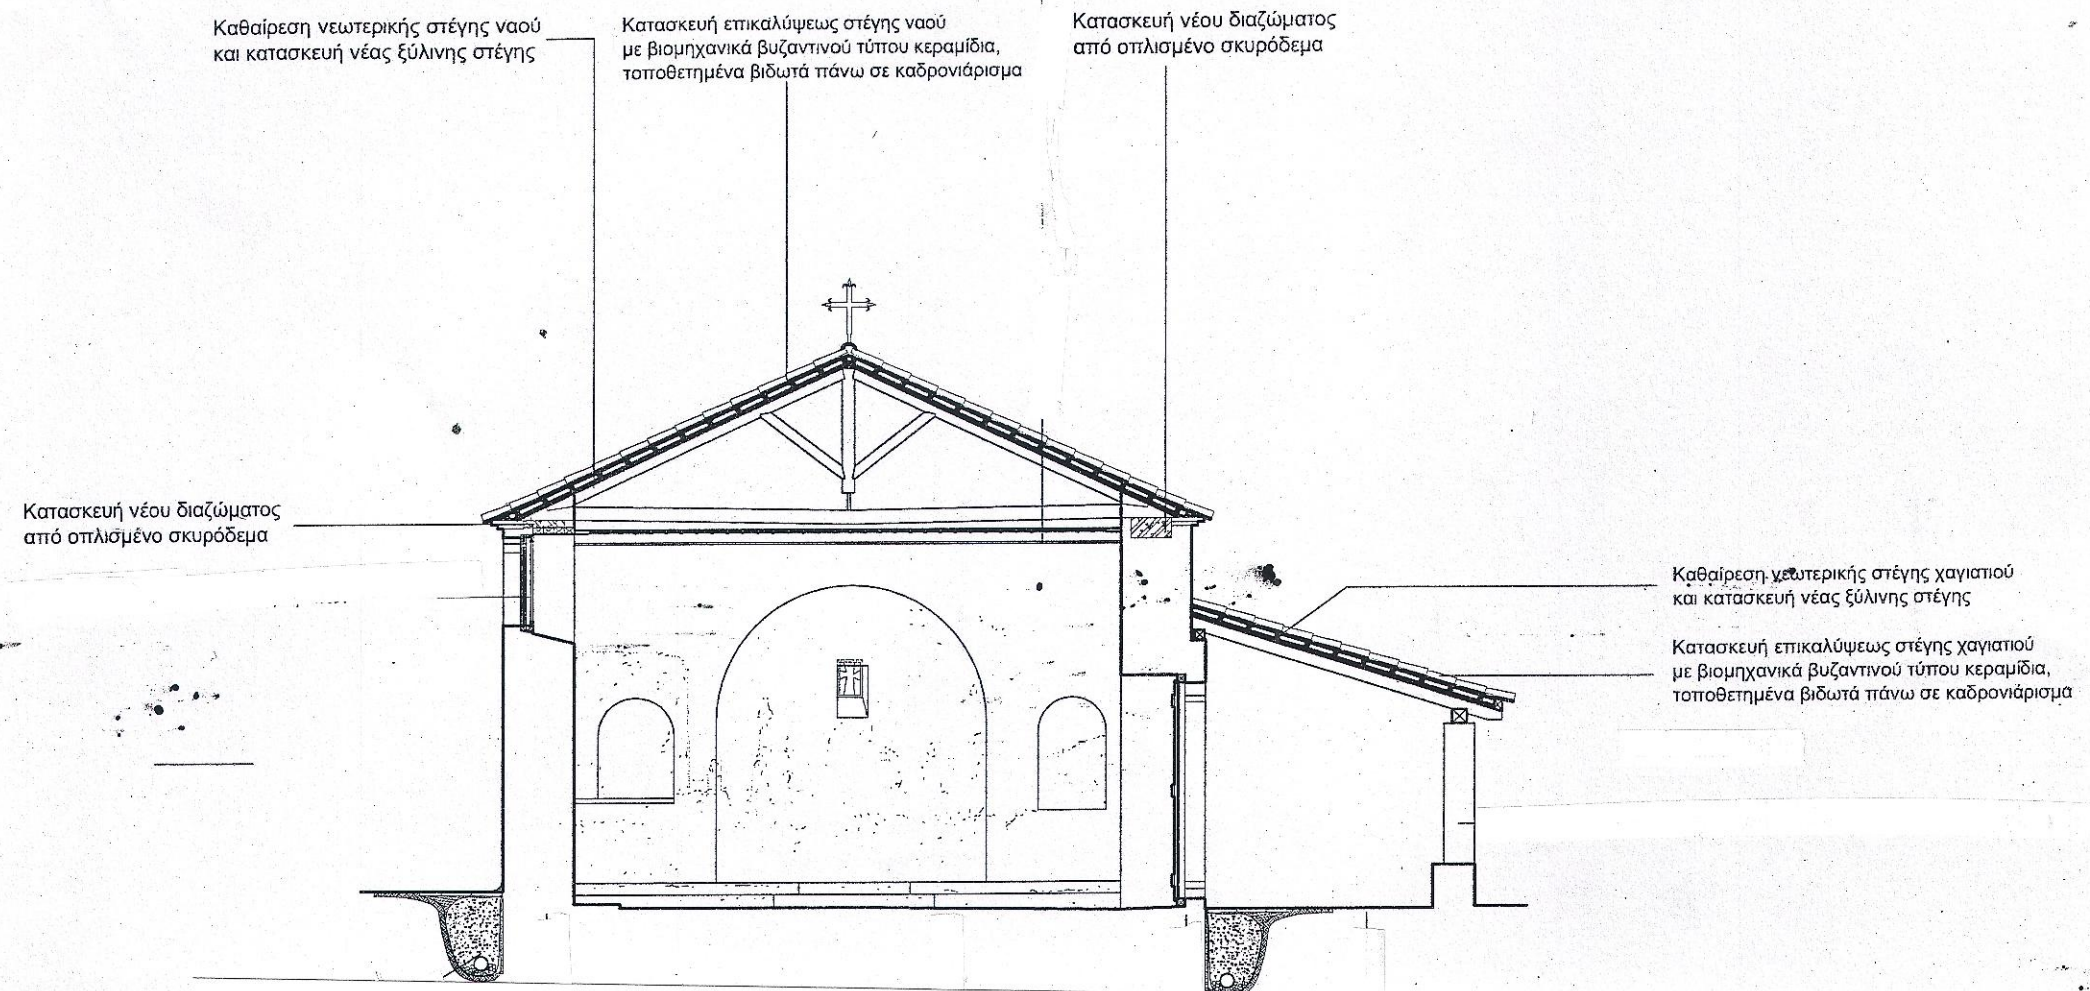 Καθαίρεση νεωτερικής στέγης ναού
και κατασκευή νέας ξύλινης στέγης
Κατασκευή επικαλύψεως στέγης ναού
με βιομηχανικά βυζαντινού τύπου κεραμίδια,
τοποθετημένα βιδωτά πάνω σε καδρονιάρισμα
Κατασκευή νέου διαζώματος
από οπλισμένο σκυρόδεμα
Κατασκευή νέου διαζώματος
από οπλισμένο σκυρόδεμα
Καθαίρεση νεωτερικής στέγης χαγιατιού
και κατασκευή νέας ξύλινης στέγης
Κατασκευή επικαλύψεως στέγης χαγιατιού
με βιομηχανικά βυζαντινού τύπου κεραμίδια,
τοποθετημένα βιδωτά πάνω σε καδρονιάρισμα